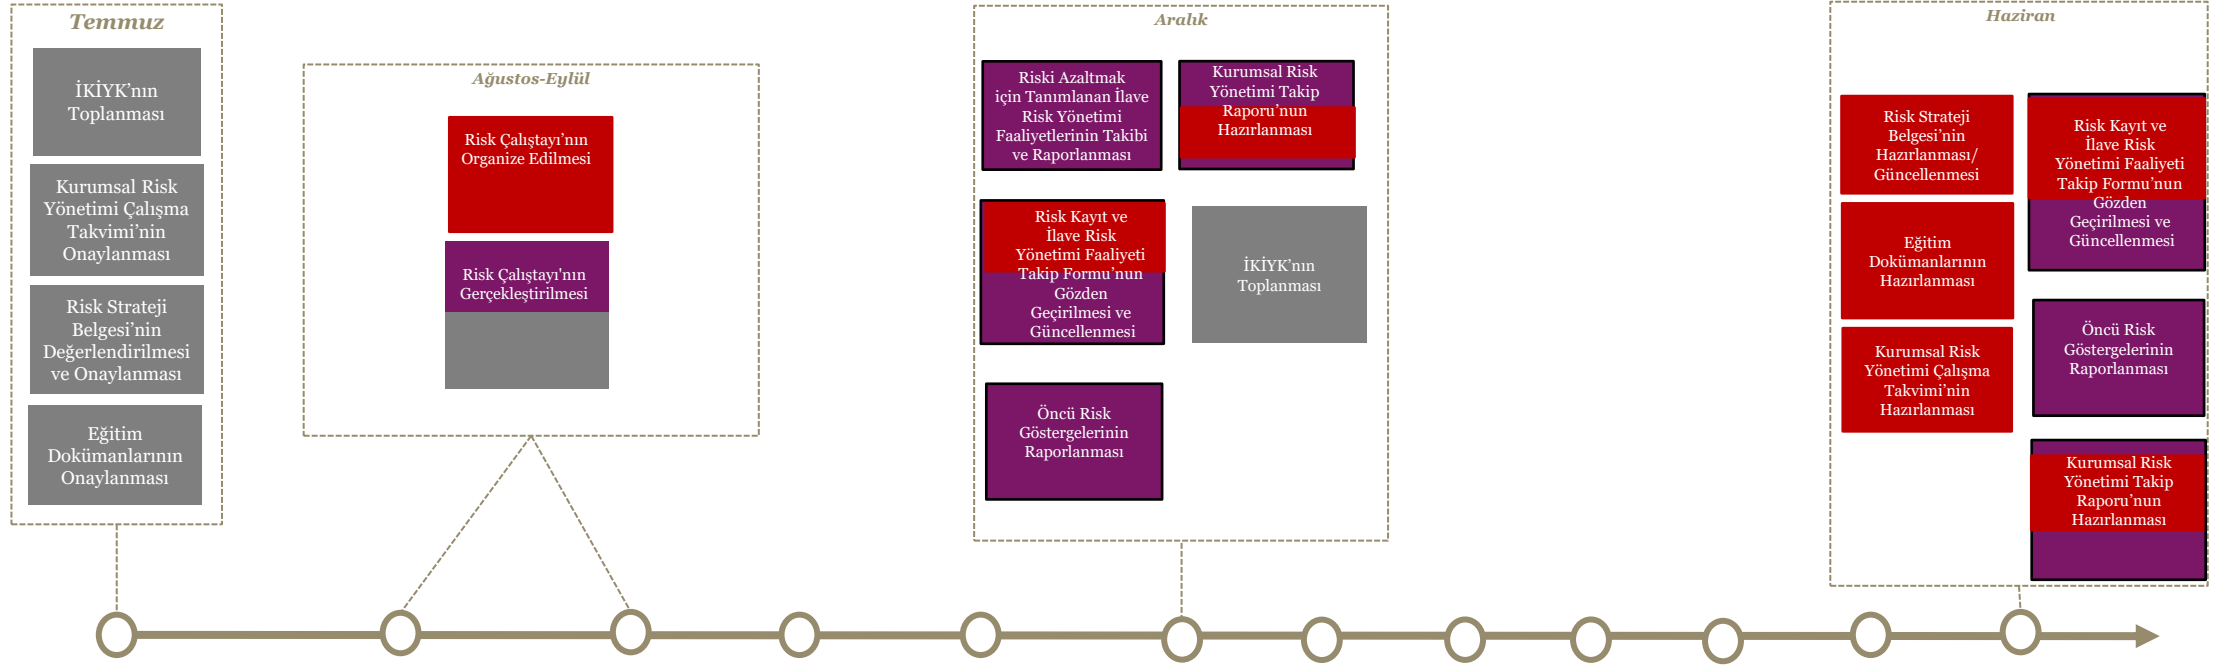 Temmuz
İKİYK’nın
Toplanması
Kurumsal Risk
Yönetimi Çalışma
Takvimi’nin
Onaylanması
Risk Strateji
Belgesi’nin
Değerlendirilmesi
ve Onaylanması
Eğitim
Dokümanlarının
Onaylanması
Ağustos-Eylül
Risk Çalıştayı’nın
Organize Edilmesi
Risk Çalıştayı'nın
Gerçekleştirilmesi
Aralık
Riski Azaltmak
için Tanımlanan İlave
Risk Yönetimi
Faaliyetlerinin Takibi
ve Raporlanması
Kurumsal Risk
Yönetimi Takip
Raporu’nun
Hazırlanması
Risk Kayıt ve
İlave Risk
Yönetimi Faaliyeti
Takip Formu’nun
Gözden
Geçirilmesi ve
Güncellenmesi
İKİYK’nın
Toplanması
Öncü Risk
Göstergelerinin
Raporlanması
Haziran
Risk Strateji
Belgesi’nin
Hazırlanması/
Güncellenmesi
Risk Kayıt ve
İlave Risk
Yönetimi Faaliyeti
Takip Formu’nun
Gözden
Geçirilmesi ve
Güncellenmesi
Eğitim
Dokümanlarının
Hazırlanması
Öncü Risk
Göstergelerinin
Raporlanması
Kurumsal Risk
Yönetimi Çalışma
Takvimi’nin
Hazırlanması
Kurumsal Risk
Yönetimi Takip
Raporu’nun
Hazırlanması